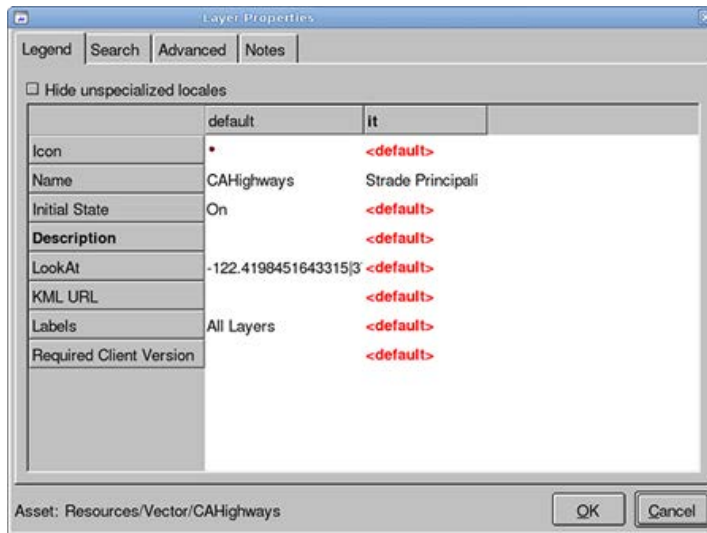 Layer Properties
Legend Search Advanced Notes
Hide unspecialized locales
default it
Icon <default>
Name CAHighways Strade Principali
Initial State On <default>
Description <default>
LookAt -122.4198451643315|3 <default>
KML URL <default>
Labels All Layers <default>
Required Client Version <default>
Asset: Resources/Vector/CAHighways OK Cancel